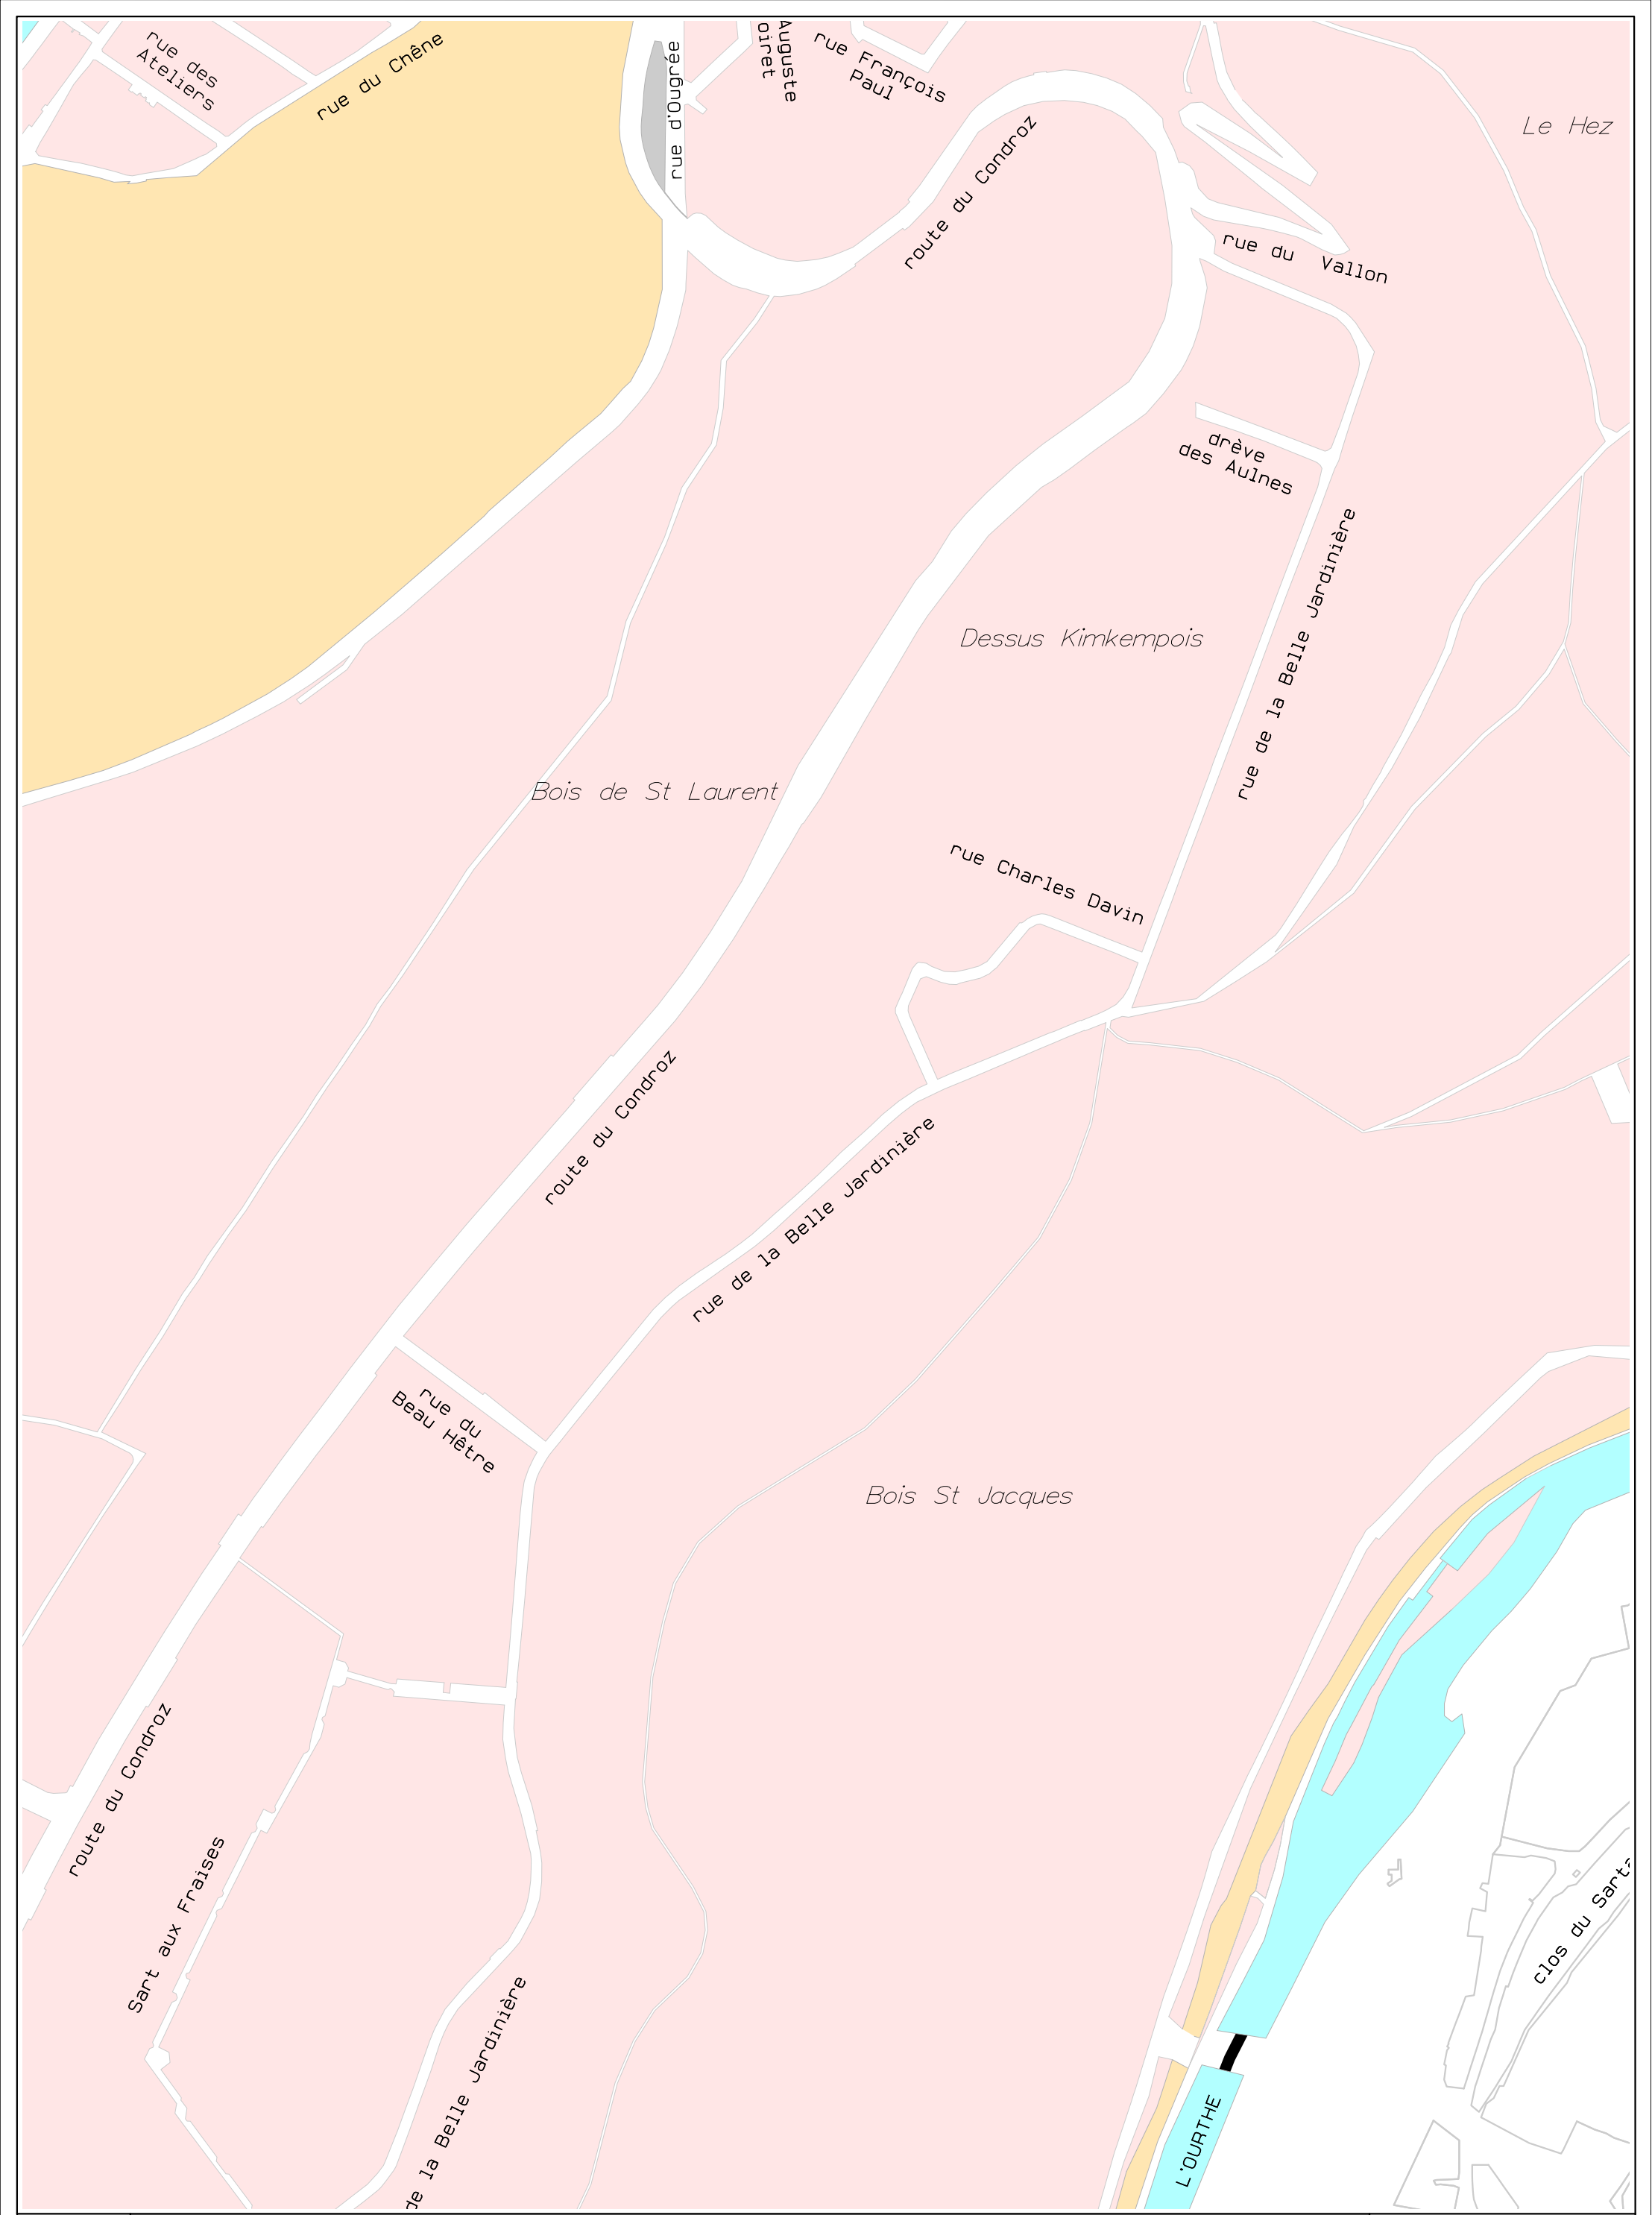 rue des
Ateliers
rue du Chêne
rue d'Ougrée
Auguste
oiret
rue François
Paul
Le Hez
route du Condroz
rue du Vallon
drève
des Aulnes
rue de la Belle Jardinière
Dessus Kimkempois
Bois de St Laurent
rue Charles Davin
route du Condroz
rue de la Belle Jardinière
rue du
Beau Hêtre
Bois St Jacques
route du Condroz
Sart aux Fraises
de la Belle Jardinière
clos du Sarta
L'OURTHE